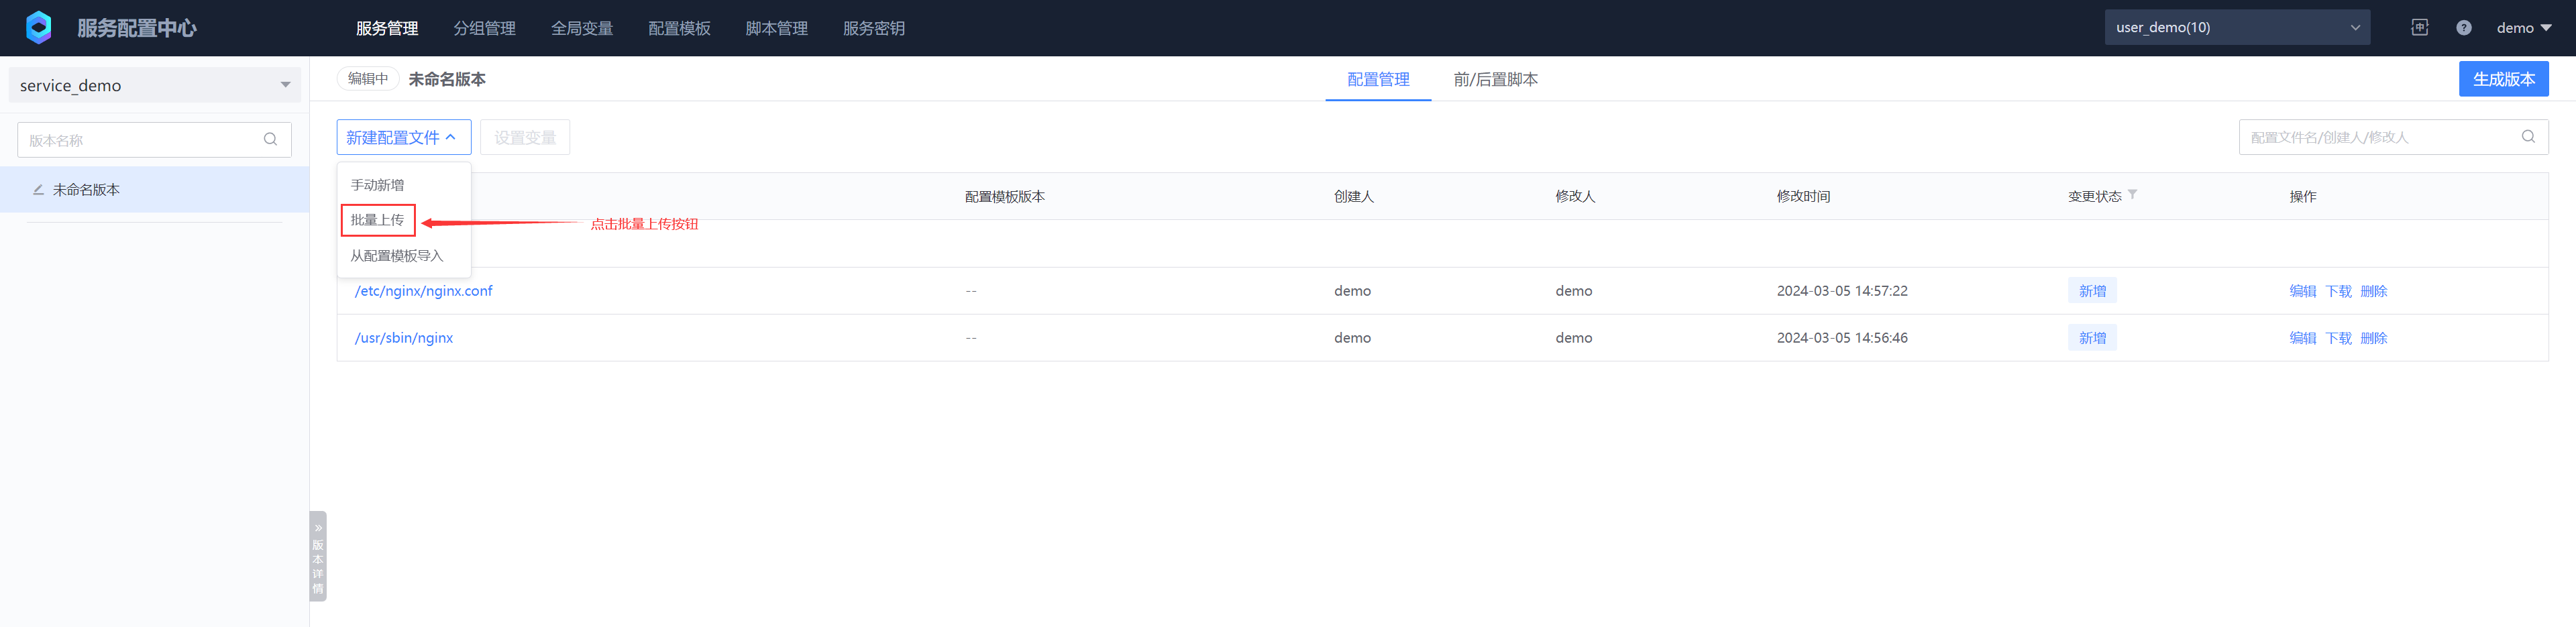 服务配置中心
服务管理 分组管理 全局变量 配置模板 脚本管理 服务密钥
user_demo(10)
中
?
demo
service_demo
编辑中 未命名版本
配置管理 前/后置脚本
生成版本
版本名称
新建配置文件 设置变量
配置文件名/创建人/修改人
未命名版本
手动新增
批量上传
点击批量上传按钮
从配置模板导入
配置模板版本 创建人 修改人 修改时间 变更状态 操作
/etc/nginx/nginx.conf -- demo demo 2024-03-05 14:57:22 新增 编辑 下载 删除
/usr/sbin/nginx -- demo demo 2024-03-05 14:56:46 新增 编辑 下载 删除
»
版本详情